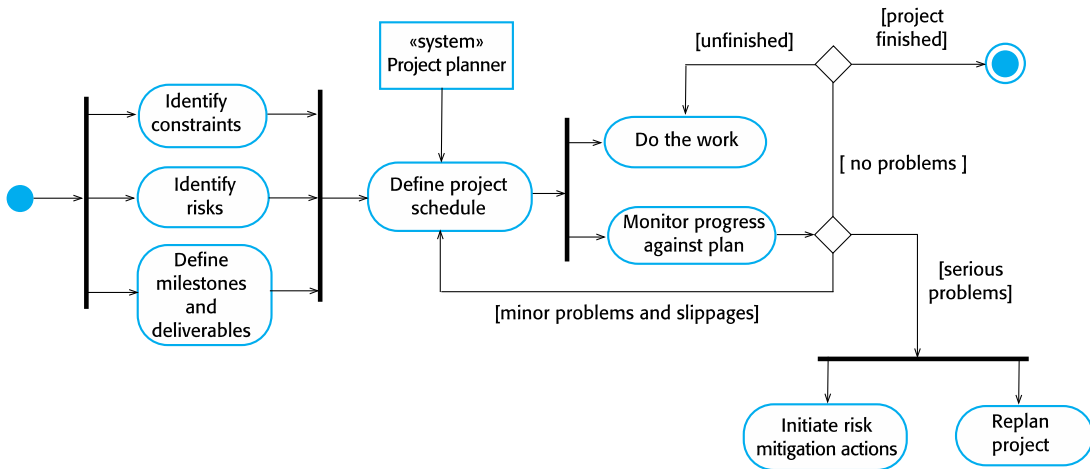 «system»
Project planner
[project
finished]
[unfinished]
Identify
constraints
Do the work
[ no problems ]
Identify
risks
Define project
schedule
Monitor progress
against plan
Define
milestones
and
deliverables
[serious
problems]
[minor problems and slippages]
Initiate risk
mitigation actions
Replan
project